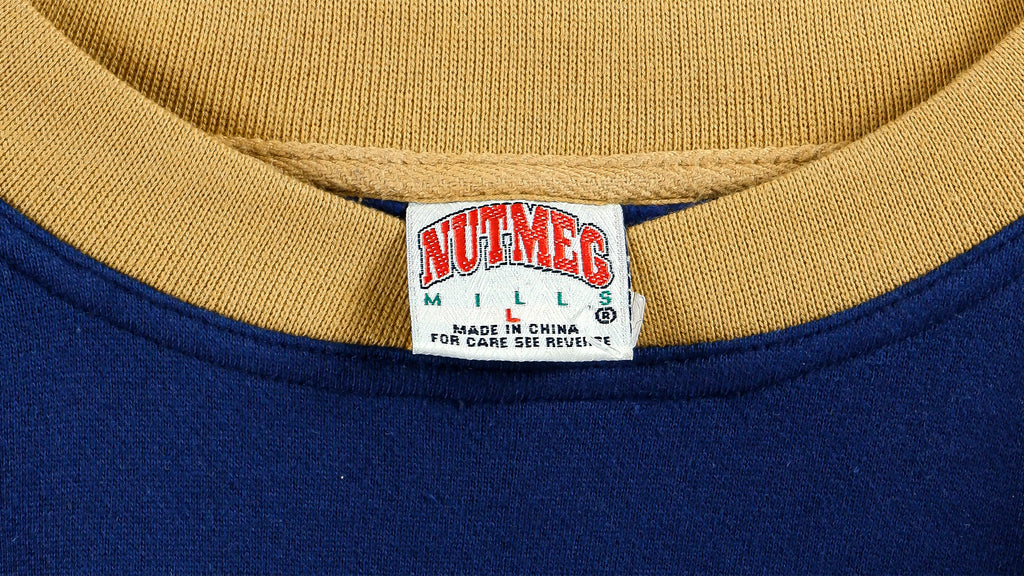 NUTMEG
MILLS
L ®
MADE IN CHINA
FOR CARE SEE REVERSE